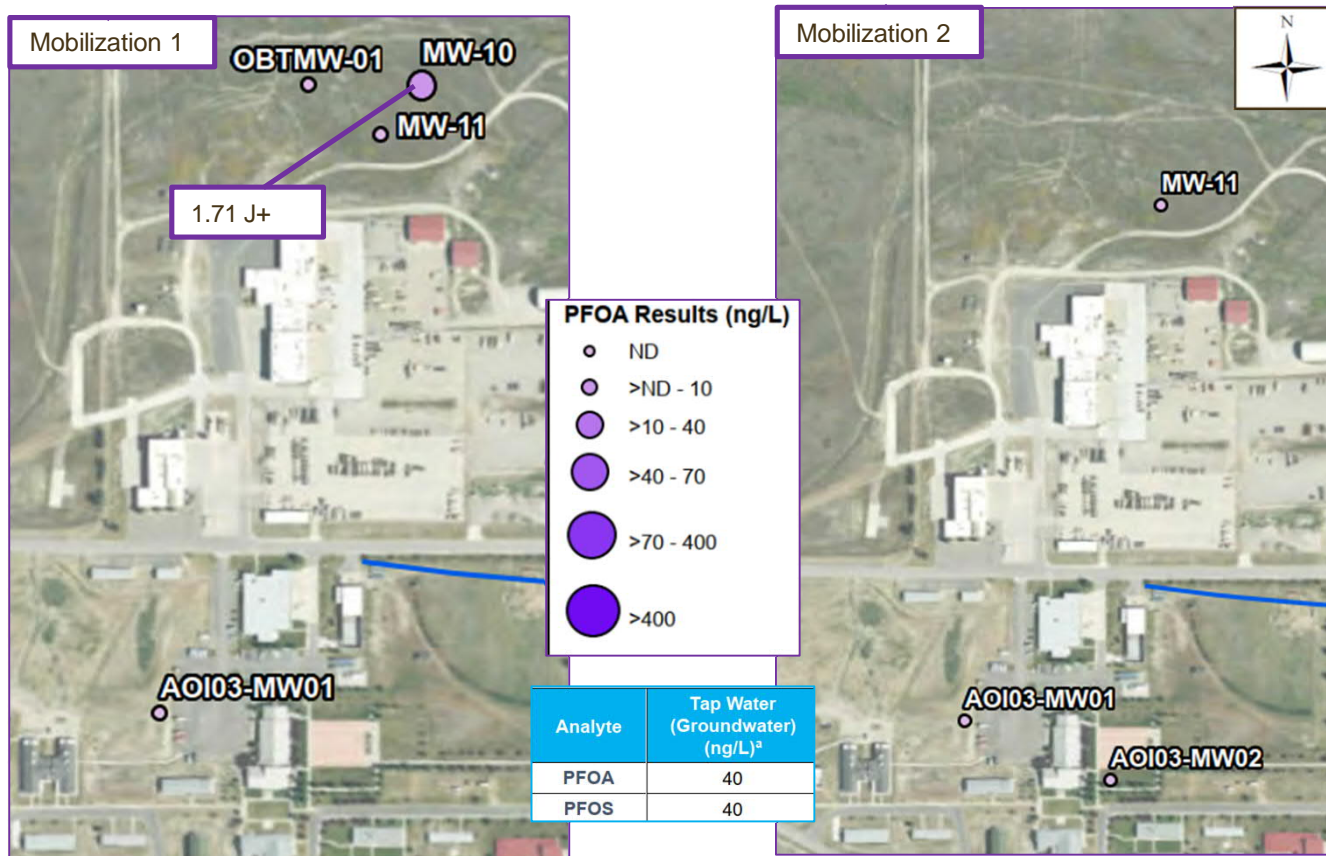 Mobilization 1
OBTMW-01
MW-10
MW-11
1.71 J+
AOI03-MW01
PFOA Results (ng/L)
ND
>ND - 10
>10 - 40
>40 - 70
>70 - 400
>400
Analyte
Tap Water
(Groundwater)
(ng/L)ª
PFOA 40
PFOS 40
Mobilization 2
N
MW-11
AOI03-MW01
AOI03-MW02